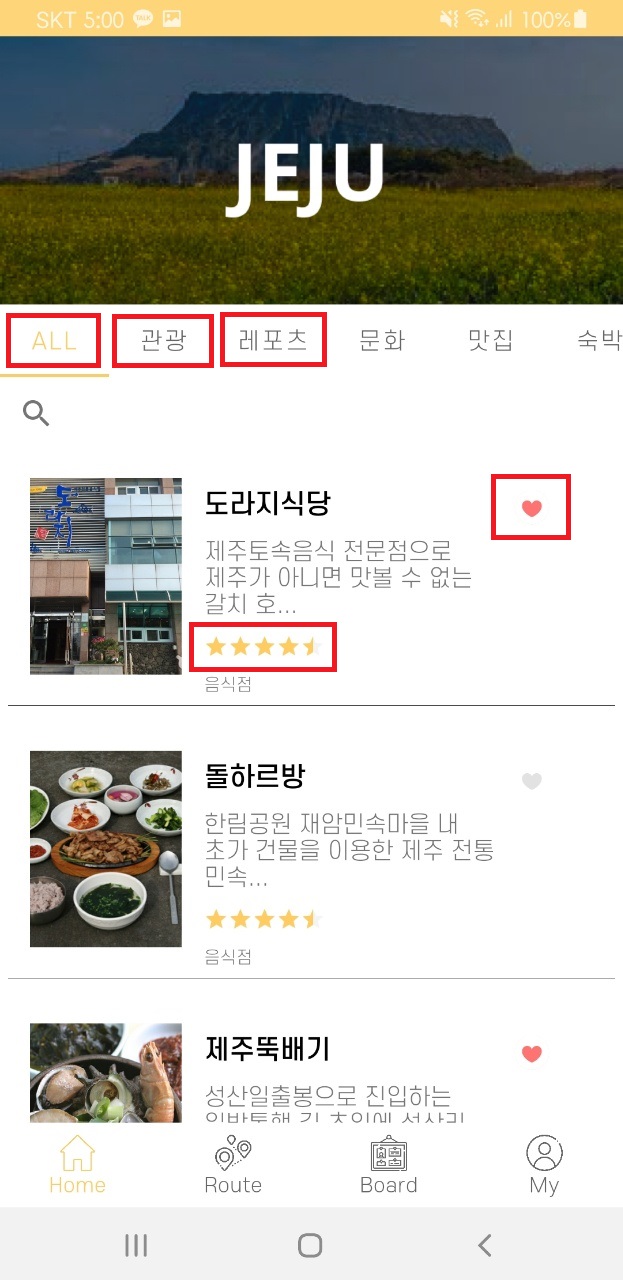 SKT 5:00
100%
JEJU
ALL 관광 레포츠 문화 맛집 숙박
도라지식당
제주토속음식 전문점으로
제주가 아니면 맛볼 수 없는
갈치 호...
음식점
돌하르방
한림공원 재암민속마을 내
초가 건물을 이용한 제주 전통
민속...
음식점
제주뚝배기
성산일출봉으로 진입하는
Home Route Board My